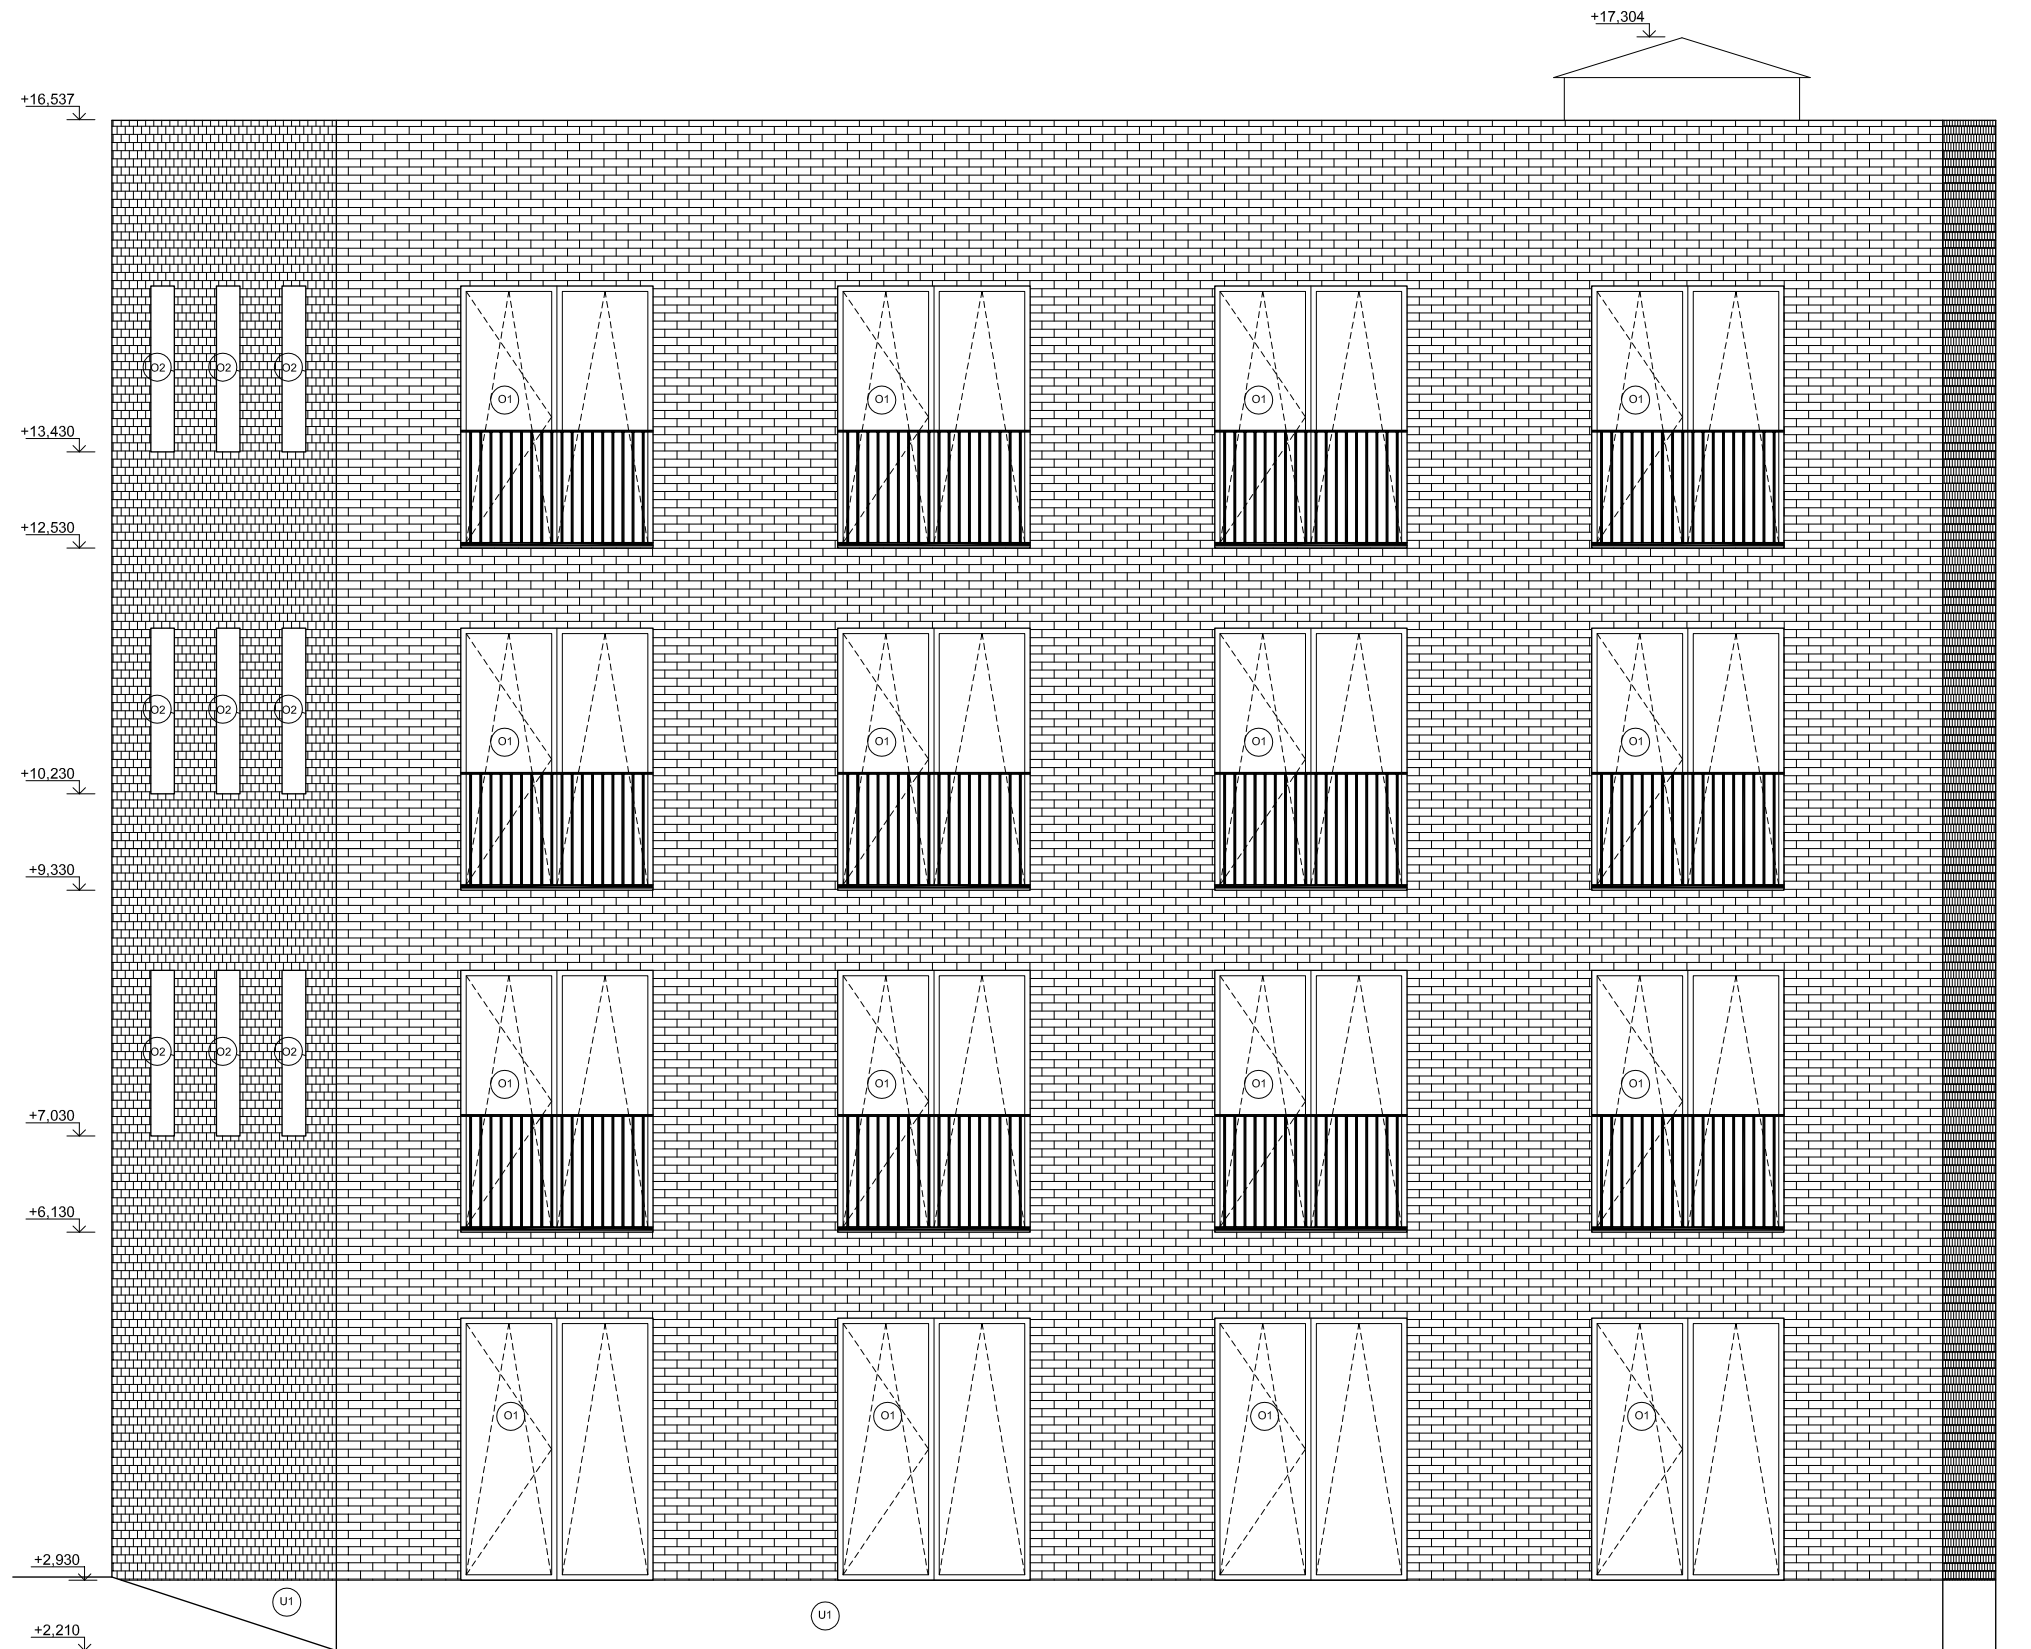 +17,304
+16,537
O2 O2 O2 O1 O1 O1 O1
+13,430
+12,530
O2 O2 O2 O1 O1 O1 O1
+10,230
+9,330
O2 O2 O2 O1 O1 O1 O1
+7,030
+6,130
O1 O1 O1 O1
+2,930
U1 U1
+2,210